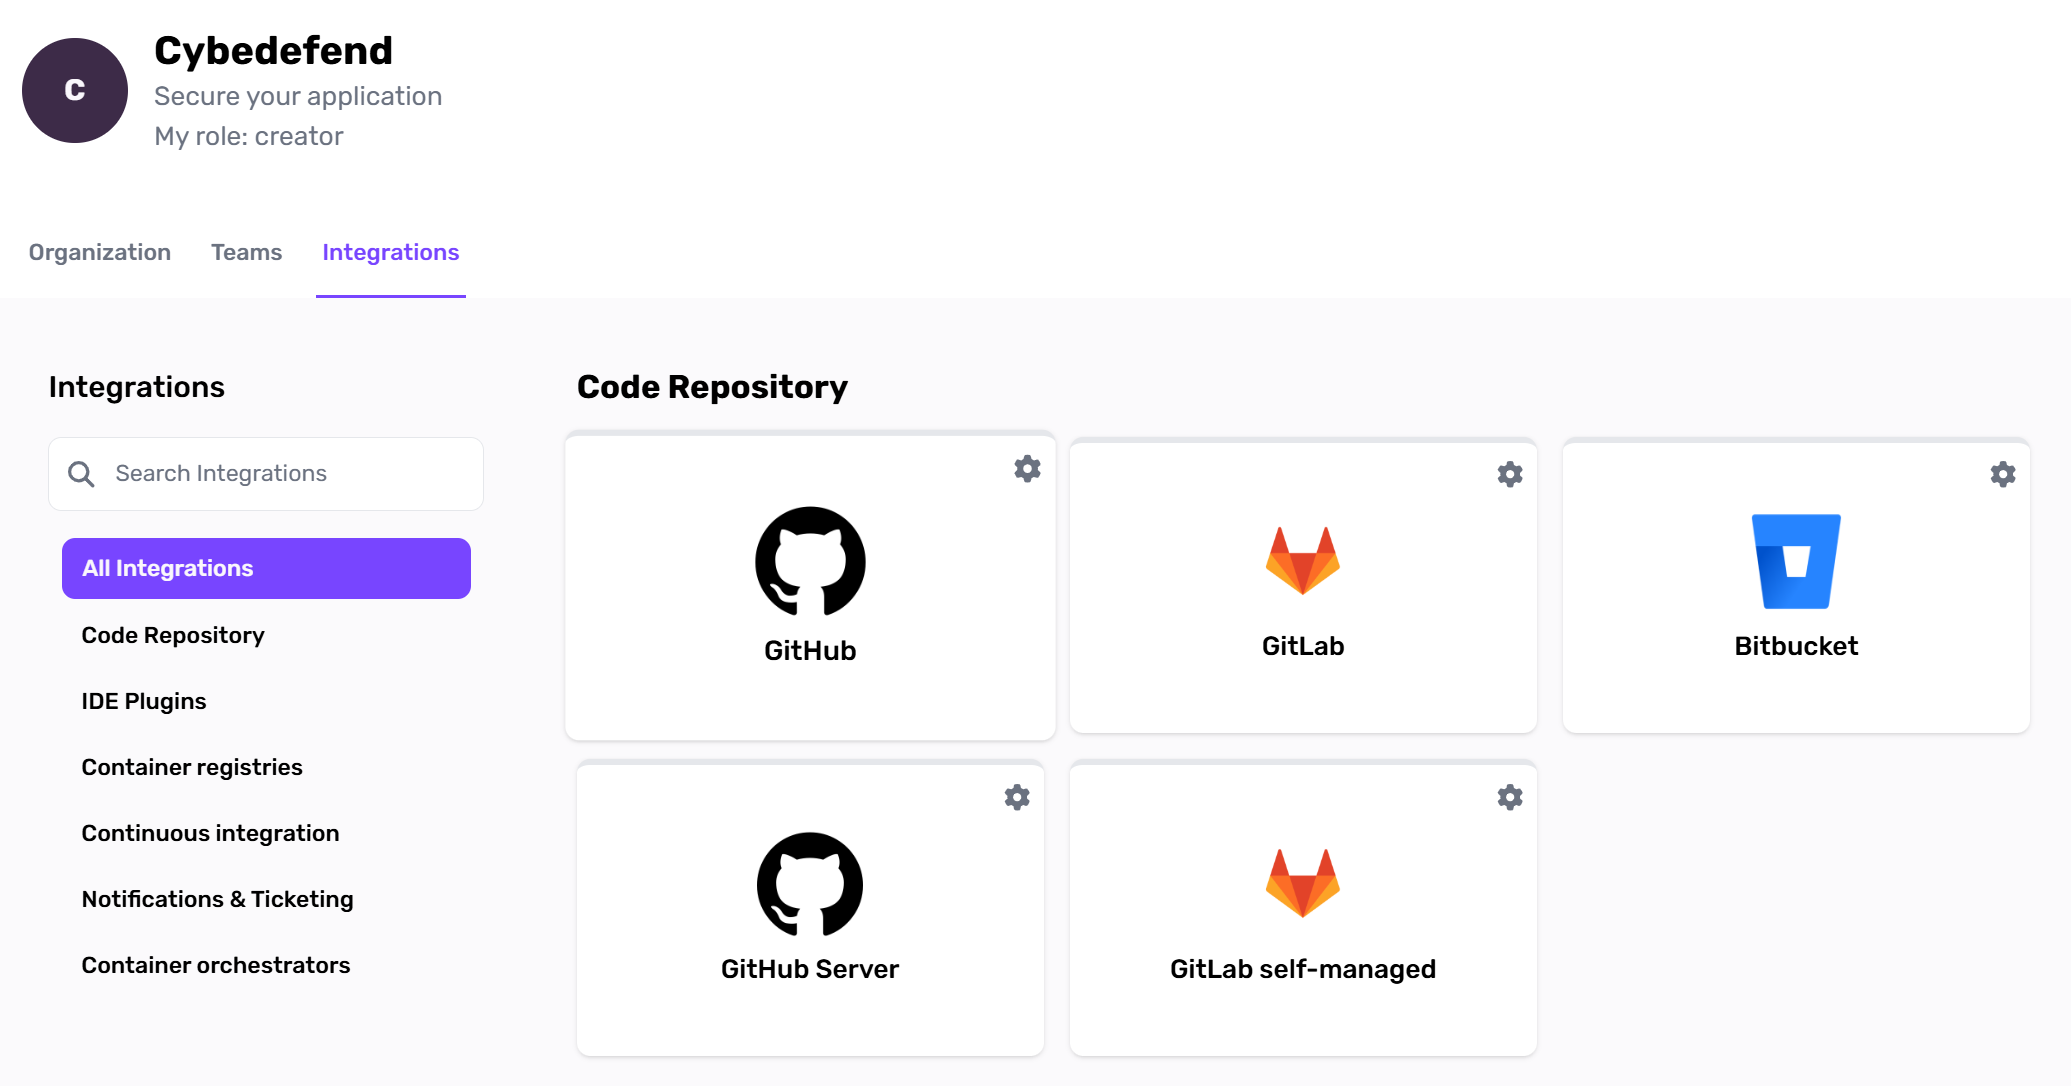 C
Cybedefend
Secure your application
My role: creator
Organization
Teams
Integrations
Integrations
Search Integrations
All Integrations
Code Repository
IDE Plugins
Container registries
Continuous integration
Notifications & Ticketing
Container orchestrators
Code Repository
GitHub
GitLab
Bitbucket
GitHub Server
GitLab self-managed